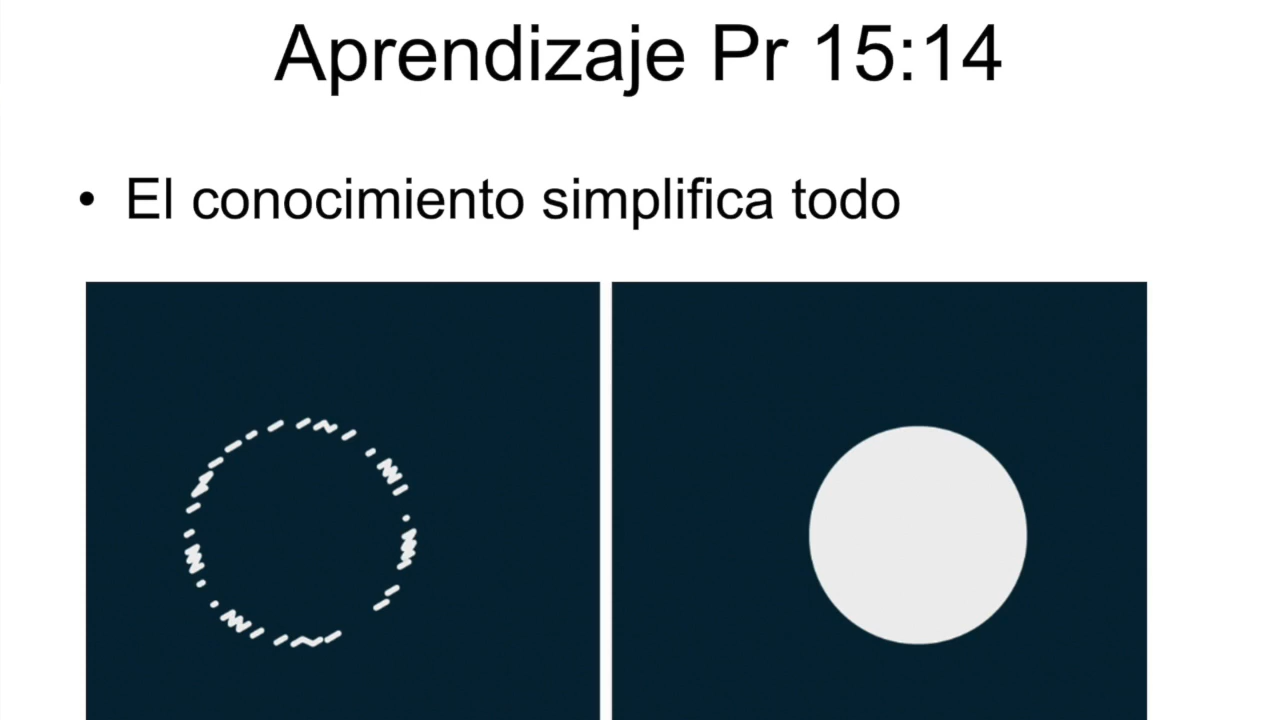 Aprendizaje Pr 15:14
• El conocimiento simplifica todo